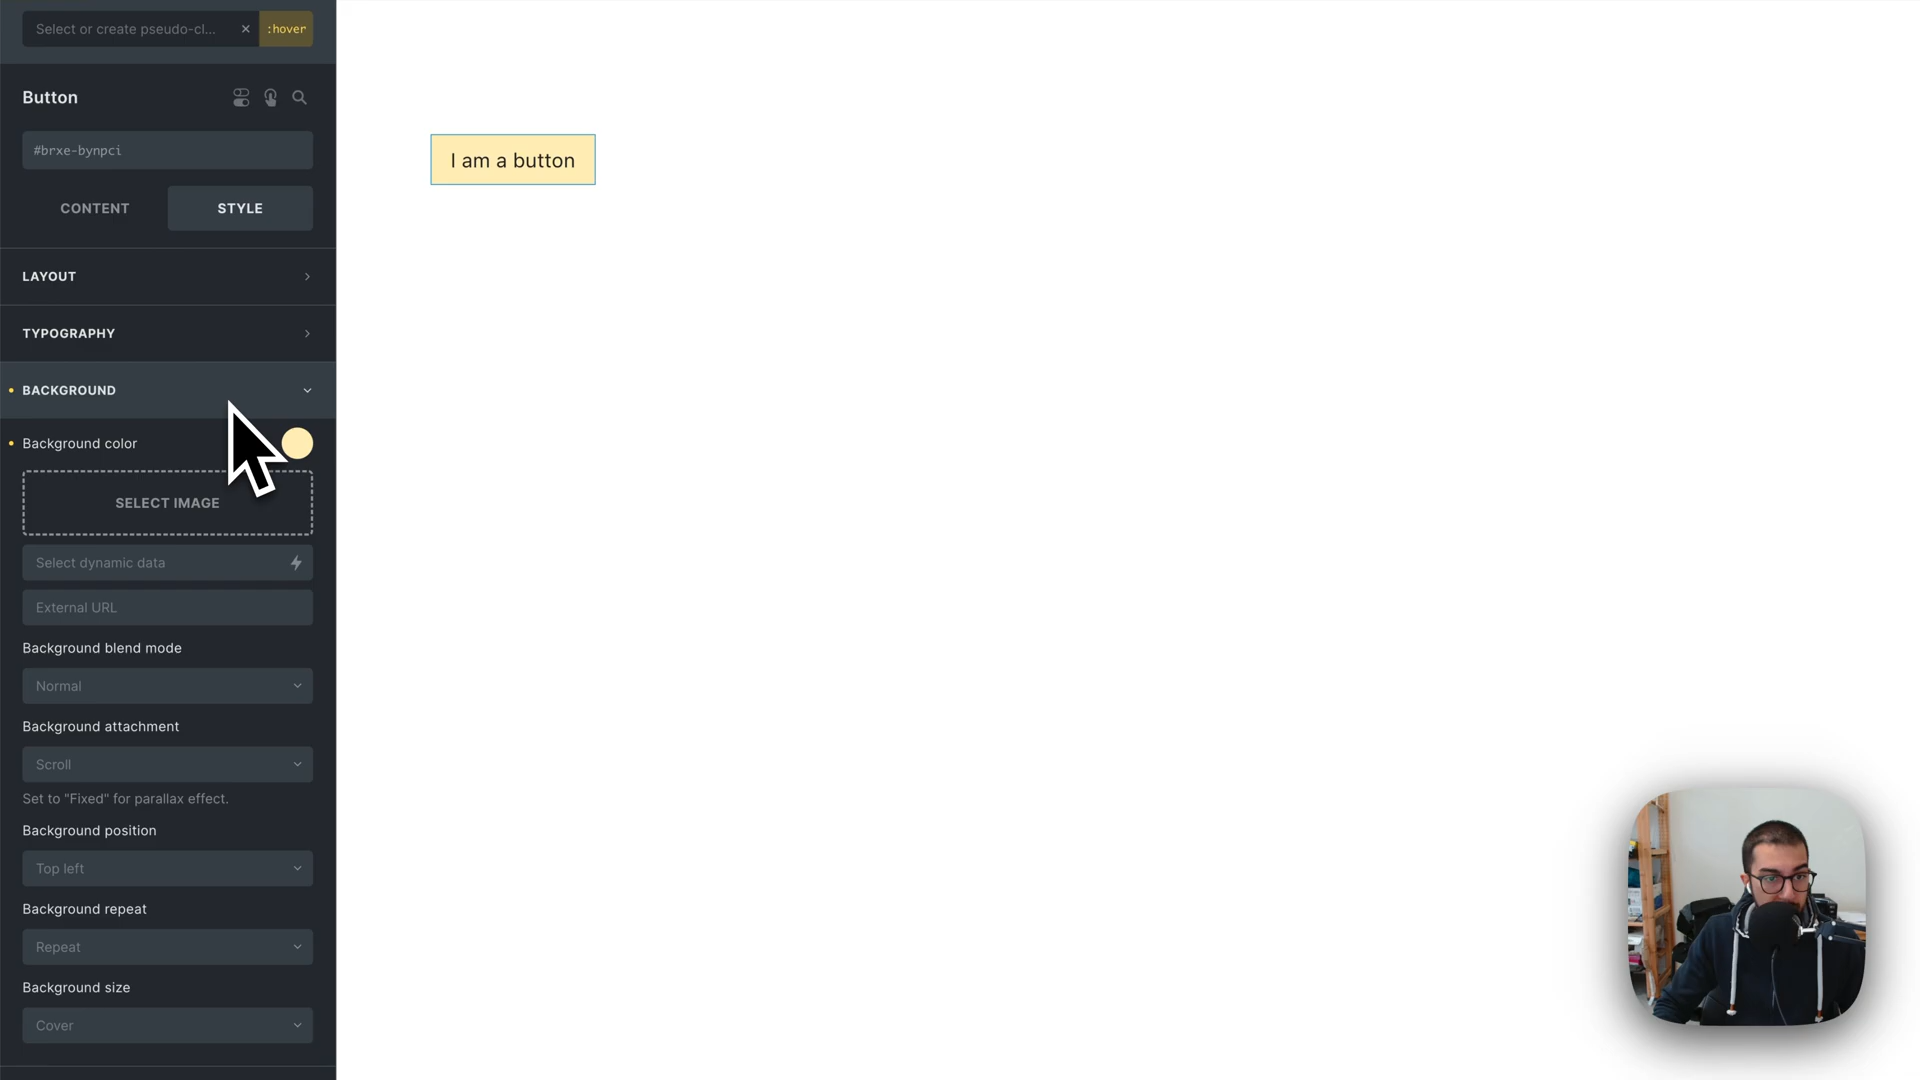 Select or create pseudo-cl...
:hover
Button
#brxe-bynpci
CONTENT
STYLE
LAYOUT
TYPOGRAPHY
BACKGROUND
Background color
SELECT IMAGE
Select dynamic data
External URL
Background blend mode
Normal
Background attachment
Scroll
Set to "Fixed" for parallax effect.
Background position
Top left
Background repeat
Repeat
Background size
Cover
I am a button